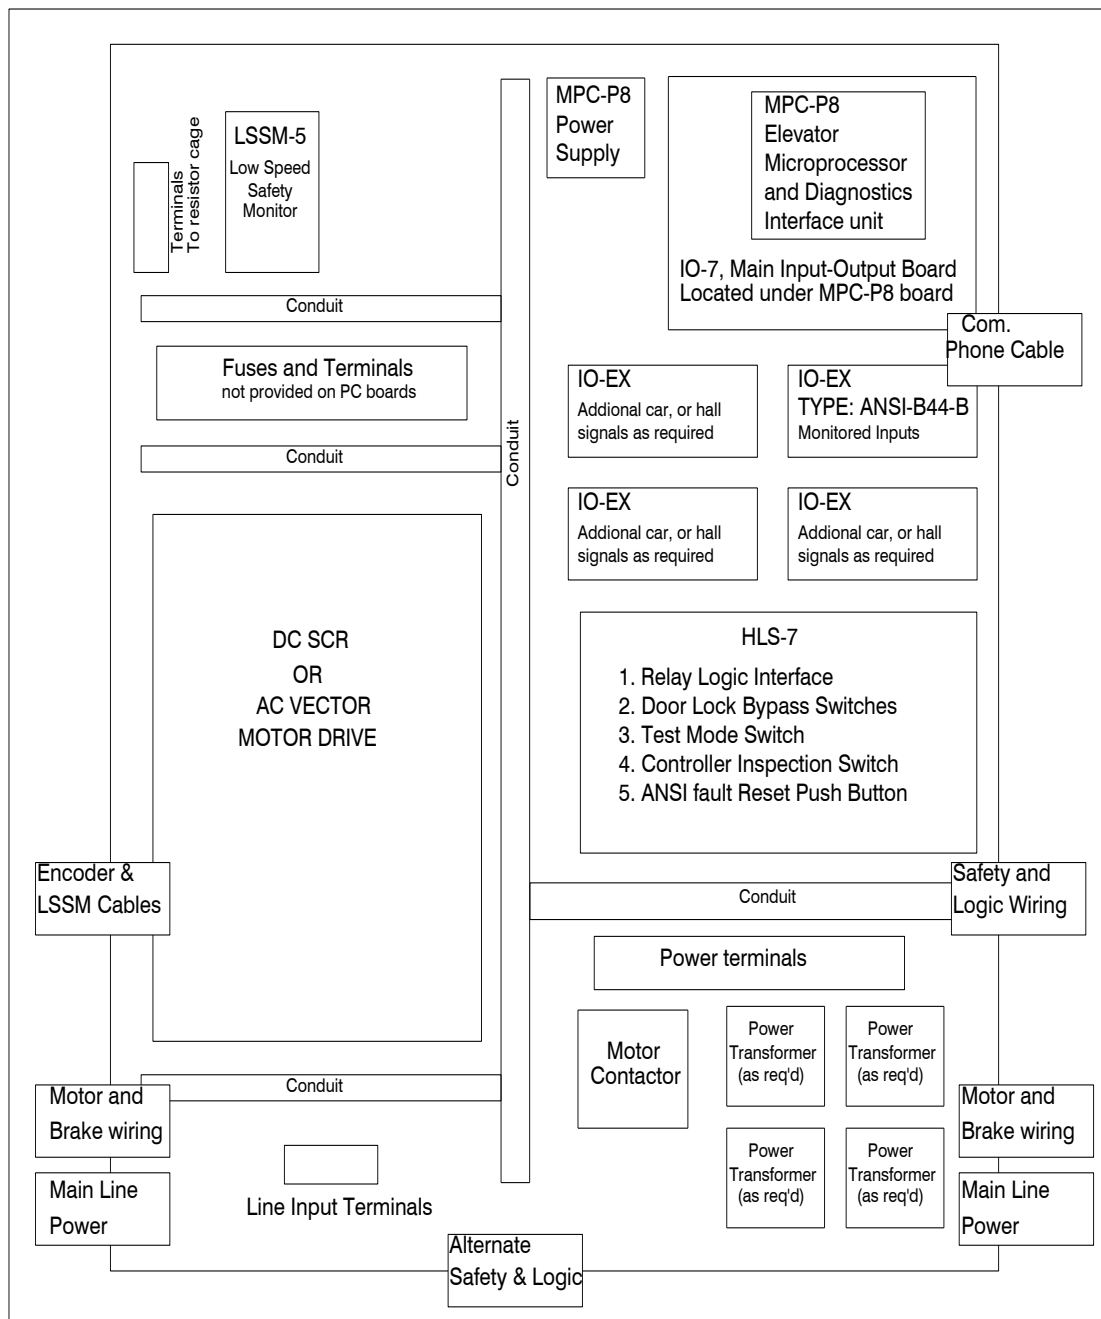 Terminals
To resistor cage
LSSM-5
Low Speed
Safety
Monitor
MPC-P8
Power
Supply
MPC-P8
Elevator
Microprocessor
and Diagnostics
Interface unit
IO-7, Main Input-Output Board
Located under MPC-P8 board
Com.
Phone Cable
Conduit
Fuses and Terminals
not provided on PC boards
Conduit
Conduit
IO-EX
Addional car, or hall
signals as required
IO-EX
TYPE: ANSI-B44-B
Monitored Inputs
IO-EX
Addional car, or hall
signals as required
IO-EX
Addional car, or hall
signals as required
DC SCR
OR
AC VECTOR
MOTOR DRIVE
HLS-7
1. Relay Logic Interface
2. Door Lock Bypass Switches
3. Test Mode Switch
4. Controller Inspection Switch
5. ANSI fault Reset Push Button
Encoder &
LSSM Cables
Conduit
Safety and
Logic Wiring
Power terminals
Motor
Contactor
Power
Transformer
(as req'd)
Power
Transformer
(as req'd)
Conduit
Motor and
Brake wiring
Motor and
Brake wiring
Power
Transformer
(as req'd)
Power
Transformer
(as req'd)
Main Line
Power
Line Input Terminals
Main Line
Power
Alternate
Safety & Logic